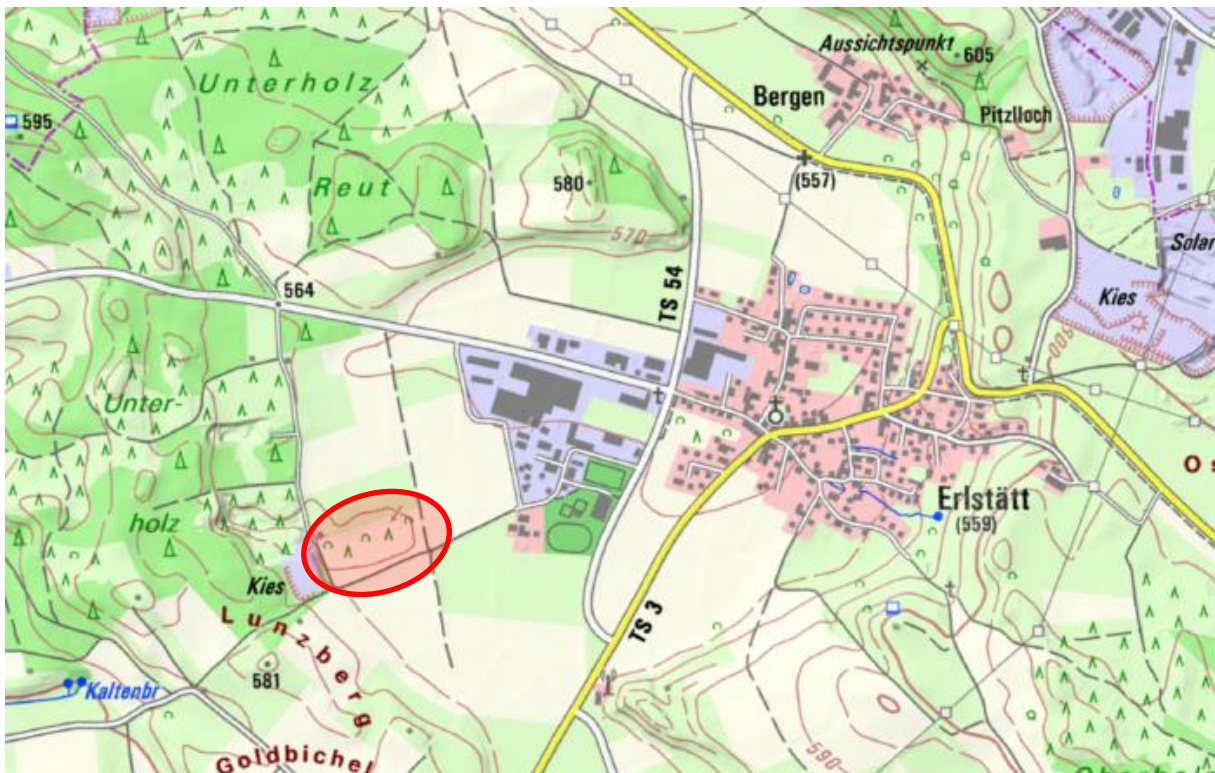 Unterholz
Aussichtspunkt
605
Bergen
Pitzlloch
595
580
(557)
Reut
570
Solar
564
TS 54
Kies
600
Unter-
holz
Erlstätt
(559)
Kies
Lunzberg
TS 3
581
Kaltenbr
590
Goldbichel